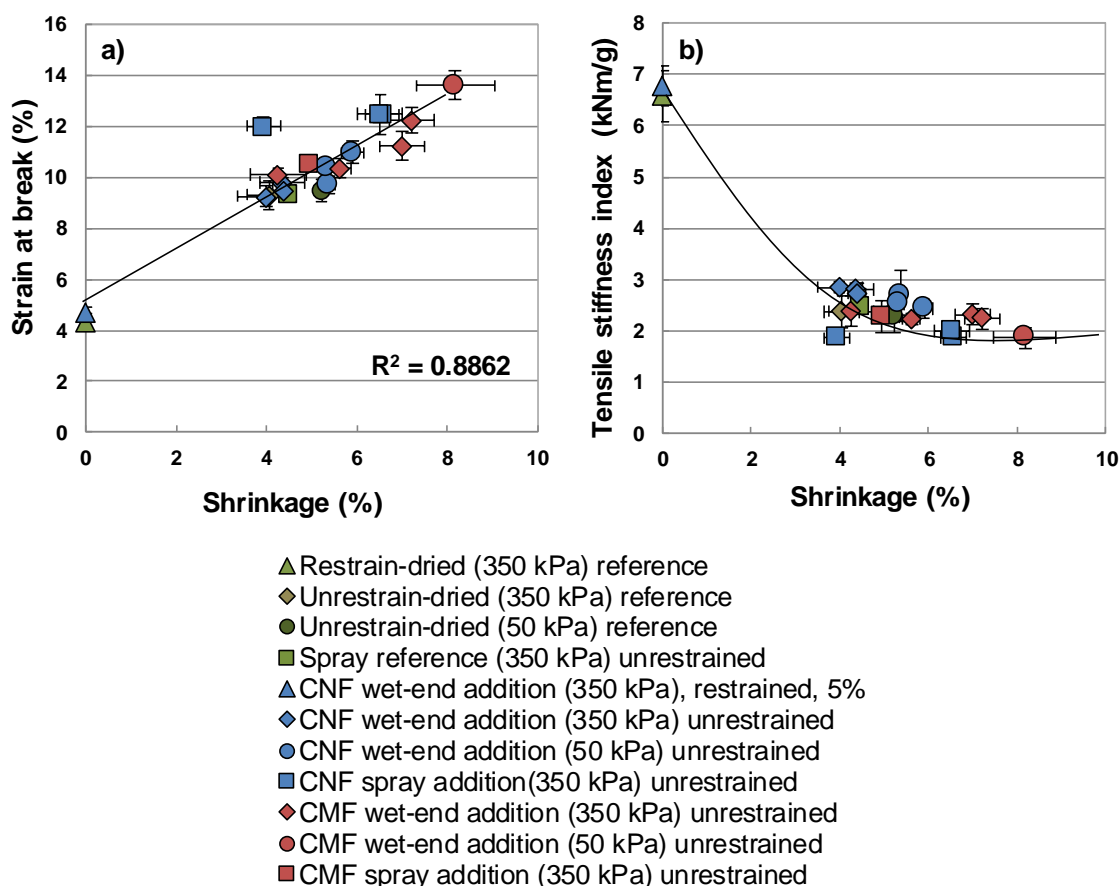 a)
16
14
12
10
8
6
4
2
0
Strain at break (%)
R² = 0.8862
0 2 4 6 8 10
Shrinkage (%)
b)
8
7
6
5
4
3
2
1
0
Tensile stiffness index (kNm/g)
0 2 4 6 8 10
Shrinkage (%)
Restrain-dried (350 kPa) reference
Unrestrain-dried (350 kPa) reference
Unrestrain-dried (50 kPa) reference
Spray reference (350 kPa) unrestrained
CNF wet-end addition (350 kPa), restrained, 5%
CNF wet-end addition (350 kPa) unrestrained
CNF wet-end addition (50 kPa) unrestrained
CNF spray addition(350 kPa) unrestrained
CMF wet-end addition (350 kPa) unrestrained
CMF wet-end addition (50 kPa) unrestrained
CMF spray addition (350 kPa) unrestrained